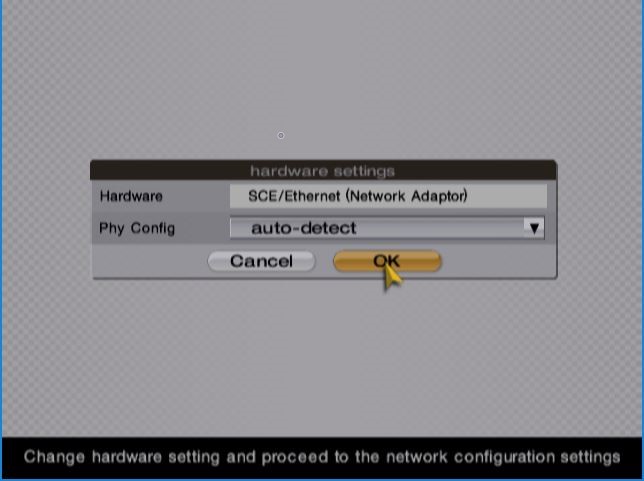 hardware settings
Hardware SCE/Ethernet (Network Adaptor)
Phy Config auto-detect
Cancel OK
Change hardware setting and proceed to the network configuration settings